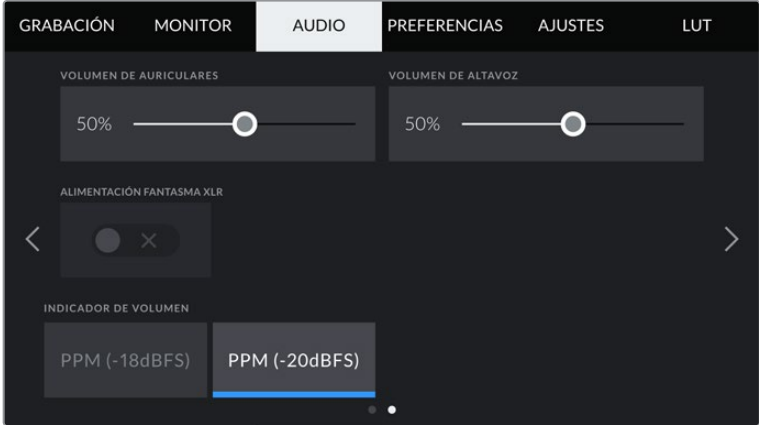 GRABACIÓN MONITOR AUDIO PREFERENCIAS AJUSTES LUT
VOLUMEN DE AURICULARES VOLUMEN DE ALTAVOZ
50% 50%
ALIMENTACIÓN FANTASMA XLR
INDICADOR DE VOLUMEN
PPM (-18dBFS) PPM (-20dBFS)